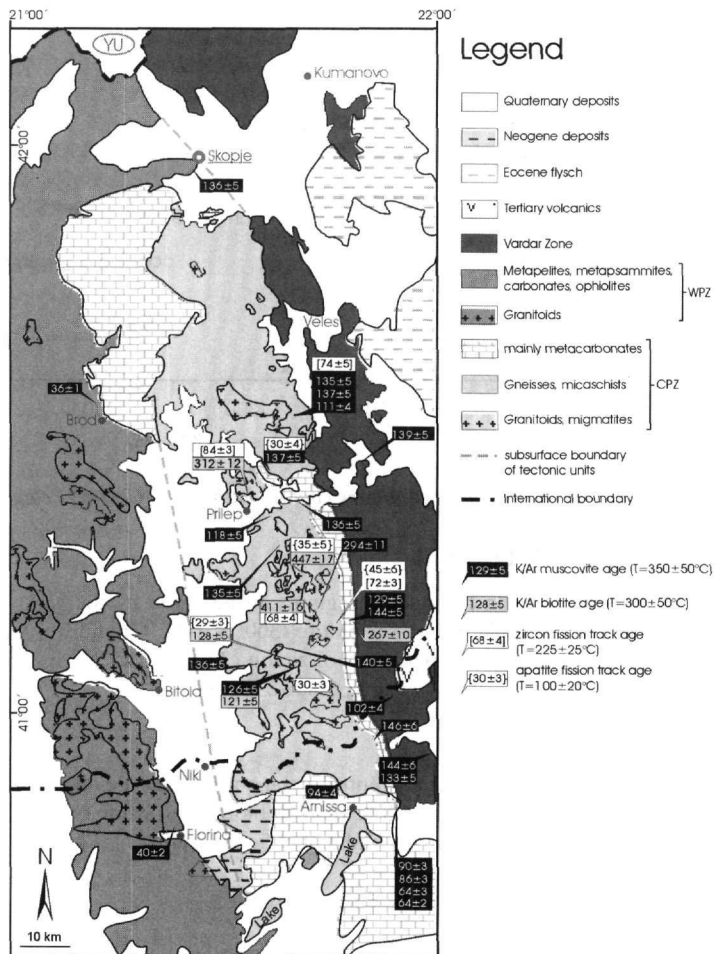 21°00´
22°00´
YU
Kumanovo
42°00´
Skopje
136±5
Veles
[74±5]
135±5
137±5
111±4
36±1
Brod
139±5
[84±3]
312±12
{30±4}
137±5
Prilep
136±5
118±5
{35±5}
447±17
294±11
{45±6}
[72±3]
129±5
144±5
135±5
411±16
[68±4]
{29±3}
128±5
267±10
136±5
140±5
126±5
121±5
{30±3}
Bitola
102±4
41°00´
146±6
Niki
144±6
133±5
94±4
Arnissa
Florina
40±2
Lake
Lake
90±3
86±3
64±3
64±2
N
10 km
Legend
Quaternary deposits
Neogene deposits
Eocene flysch
Tertiary volcanics
Vardar Zone
Metapelites, metapsammites,
carbonates, ophiolites
WPZ
Granitoids
mainly metacarbonates
Gneisses, micaschists
CPZ
Granitoids, migmatites
subsurface boundary
of tectonic units
International boundary
129±5 K/Ar muscovite age (T=350±50°C)
128±5 K/Ar biotite age (T=300±50°C)
[68±4] zircon fission track age
(T=225±25°C)
{30±3} apatite fission track age
(T=100±20°C)